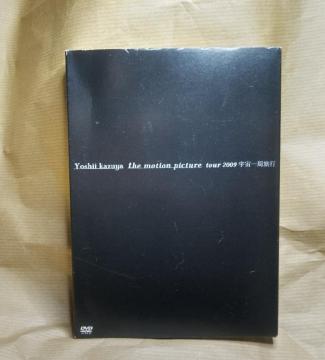 Yoshii kazuya the motion picture tour 2009 宇宙一周旅行
DVD